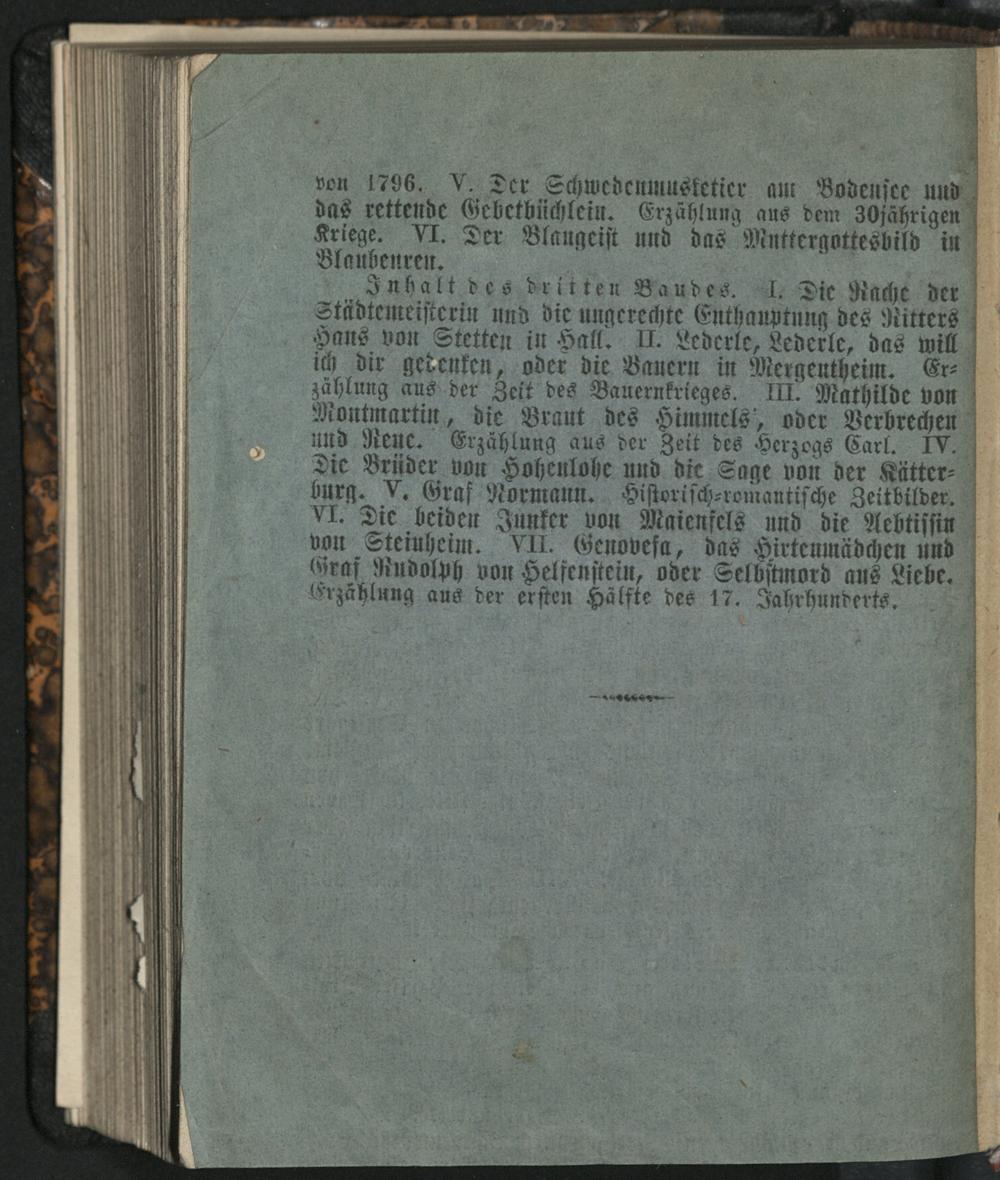 von 1796. V. Der Schwedenmusketier am Bodensee und
das rettende Gebetbüchlein. Erzählung aus dem 30jährigen
Kriege. VI. Der Blaugeist und das Muttergottesbild in
Blaubeuren.
Inhalt des dritten Bandes. I. Die Rache der
Städtemeisterin und die ungerechte Enthauptung des Ritters
Hans von Stetten in Hall. II. Lederle, Lederle, das will
ich dir gedenken, oder die Bauern in Mergentheim. Er-
zählung aus der Zeit des Bauernkrieges. III. Mathilde von
Montmartin, die Braut des Himmels, oder Verbrechen
und Reue. Erzählung aus der Zeit des Herzogs Carl. IV.
Die Brüder von Hohenlohe und die Sage von der Kätter-
burg. V. Graf Normann. Historisch-romantische Zeitbilder.
VI. Die beiden Junker von Maienfels und die Aebtissin
von Steinheim. VII. Genovefa, das Hirtenmädchen und
Graf Rudolph von Helfenstein, oder Selbstmord aus Liebe.
Erzählung aus der ersten Hälfte des 17. Jahrhunderts.